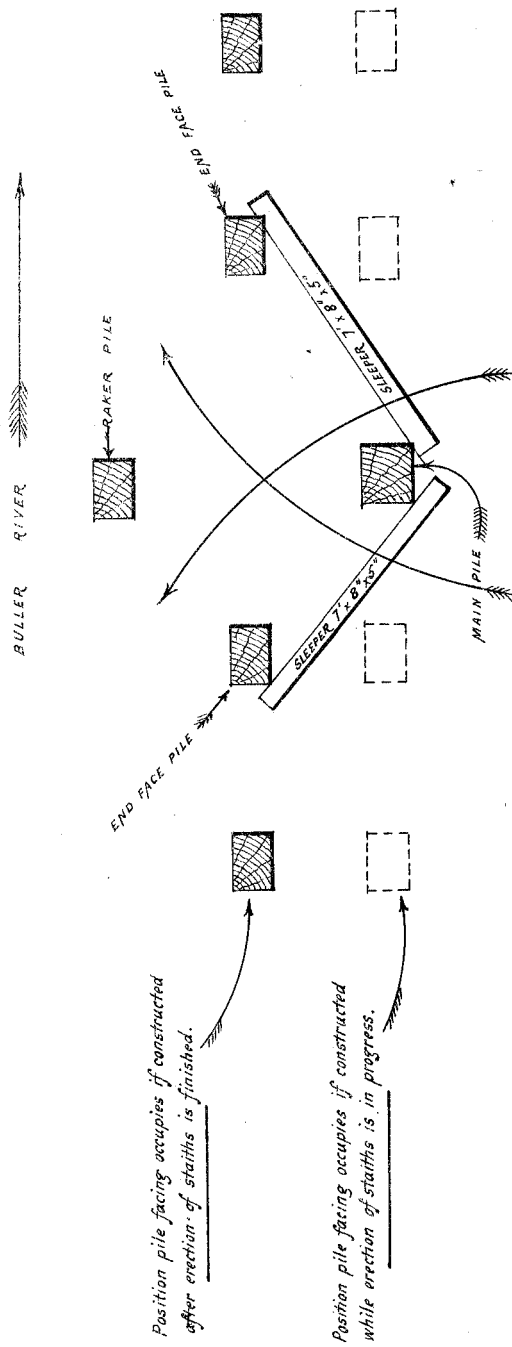 BULLER RIVER
RAKER PILE
END FACE PILE
END FACE PILE
SLEEPER 7' x 8" x 5"
SLEEPER 7' x 8" x 5"
MAIN PILE
Position pile facing occupies if constructed
after erection of staiths is finished.
Position pile facing occupies if constructed
while erection of staiths is in progress.